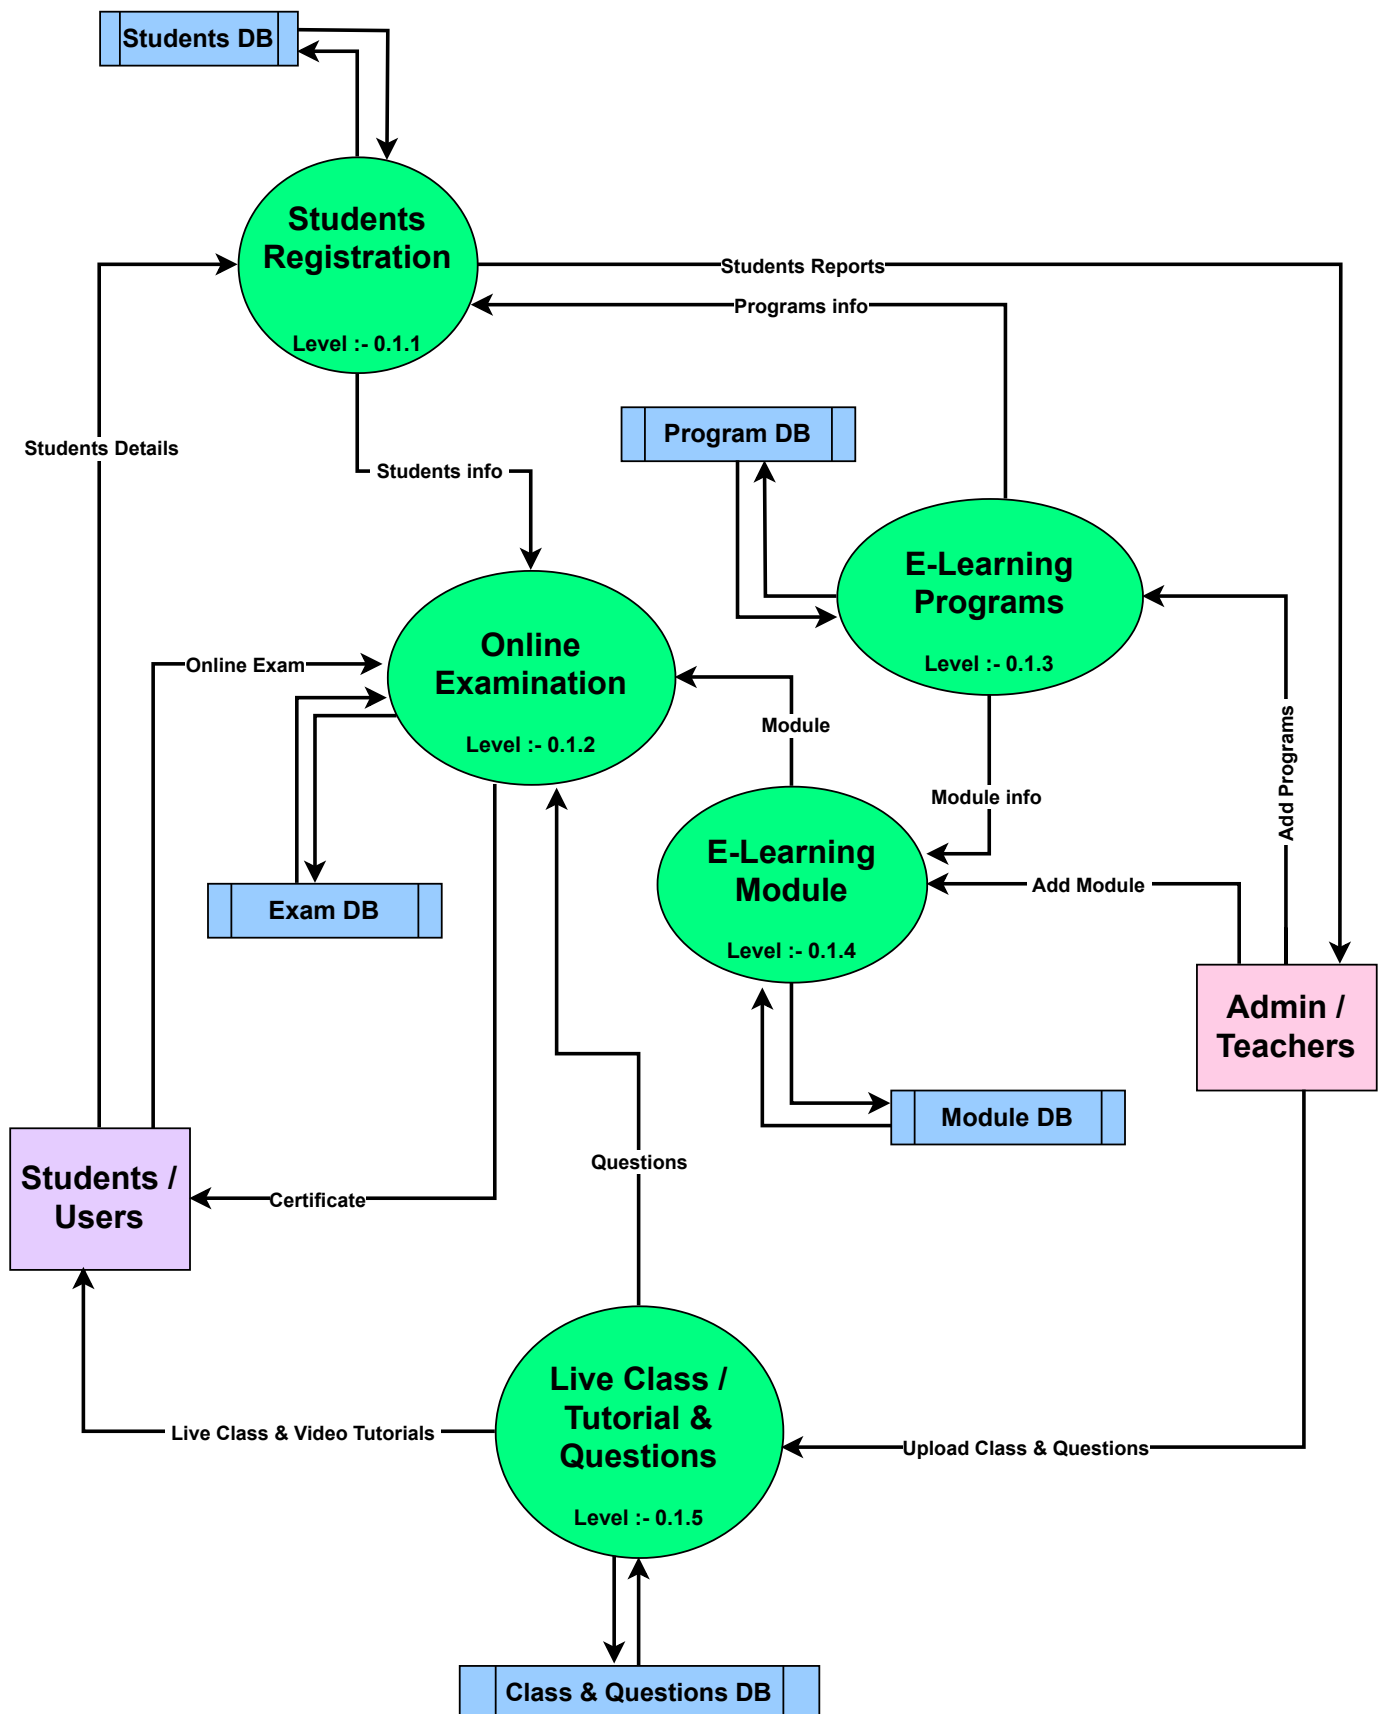 Students DB
Students
Registration
Level :- 0.1.1
Students Reports
Programs info
Students Details
Students info
Program DB
E-Learning
Programs
Level :- 0.1.3
Online
Examination
Level :- 0.1.2
Online Exam
Module
Module info
Add Programs
E-Learning
Module
Level :- 0.1.4
Add Module
Exam DB
Admin /
Teachers
Module DB
Students /
Users
Questions
Certificate
Live Class /
Tutorial &
Questions
Level :- 0.1.5
Live Class & Video Tutorials
Upload Class & Questions
Class & Questions DB